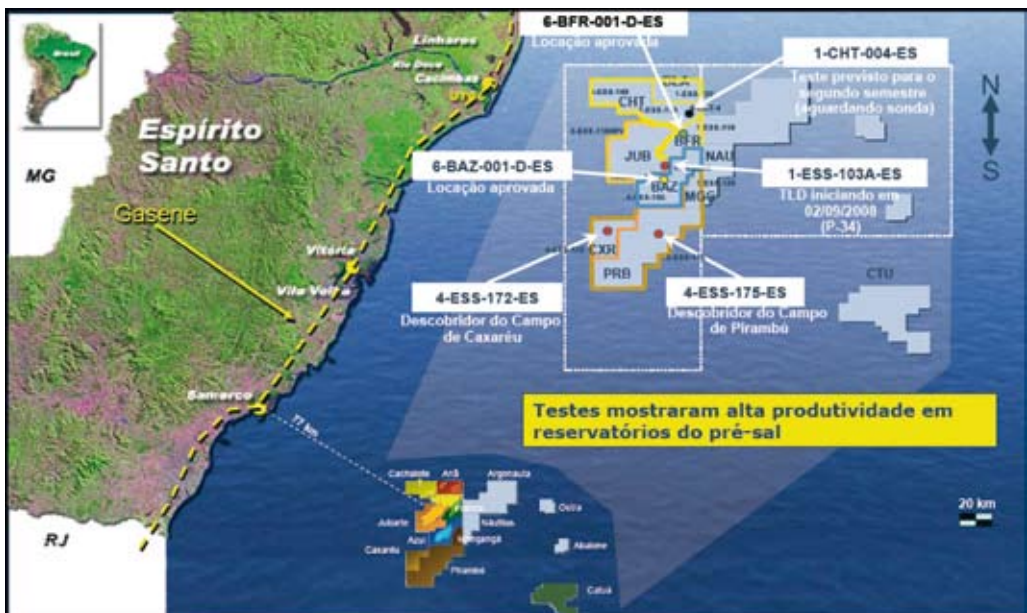 Brasil
6-BFR-001-D-ES
Locação aprovada
1-CHT-004-ES
Teste previsto para o
segundo semestre
(aguardando sonda)
N
S
Linhares
Rio Doce
Cacimbas
UTG
Espírito
Santo
MG
CHT
BFR
JUB
NAU
BAZ
MGG
6-BAZ-001-D-ES
Locação aprovada
1-ESS-103A-ES
TLD iniciando em
02/09/2008
(P-34)
Gasene
Vitória
Vila Velha
CXR
PRB
CTU
4-ESS-172-ES
Descobridor do Campo
de Caxaréu
4-ESS-175-ES
Descobridor do Campo
de Pirambú
Samarco
77 km
Testes mostraram alta produtividade em
reservatórios do pré-sal
Cachalote
Argonauta
Ostra
Jubarte
Nautilus
Abalone
Pirambú
Catuá
20 km
RJ